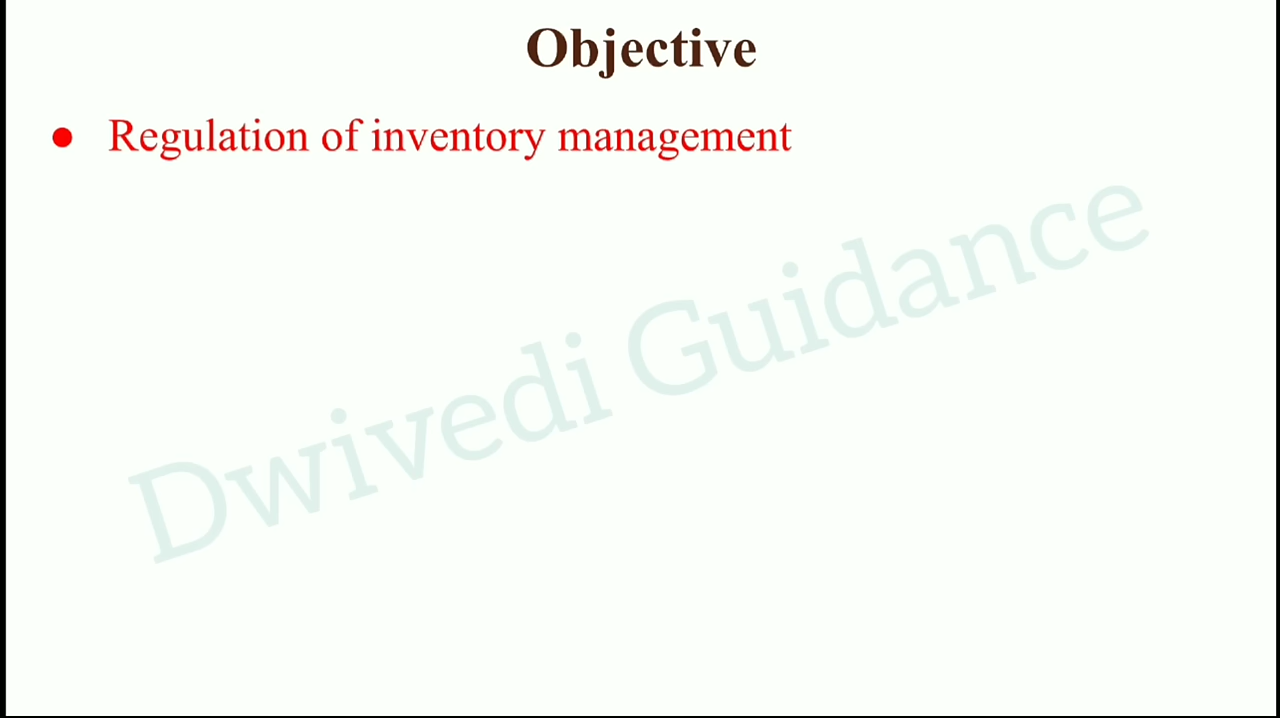 Objective
● Regulation of inventory management
Dwivedi Guidance